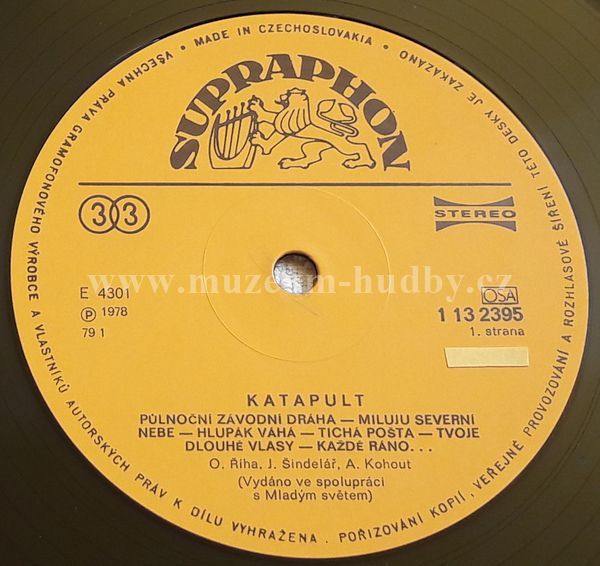 VŠECHNA PRÁVA GRAMOFONOVÉHO VÝROBCE A VLASTNÍKŮ AUTORSKÝCH PRÁV K DÍLU VYHRAŽENA. POŘIZOVÁNÍ KOPIÍ, VEŘEJNÉ PROVOZOVÁNÍ A ROZHLASOVÉ ŠÍŘENÍ TÉTO DESKY JE ZAKÁZÁNO • MADE IN CZECHOSLOVAKIA •
SUPRAPHON
33
STEREO
www.muzeum-hudby.cz
E 4301
Ⓟ 1978
79 1
OSA
1 13 2395
1. strana
KATAPULT
PŮLNOČNÍ ZÁVODNÍ DRÁHA — MILUJU SEVERNÍ
NEBE — HLUPÁK VÁHÁ — TICHÁ POŠTA — TVOJE
DLOUHÉ VLASY — KAŽDÉ RÁNO...
O. Říha, J. Šindelář, A. Kohout
(Vydáno ve spolupráci
s Mladým světem)